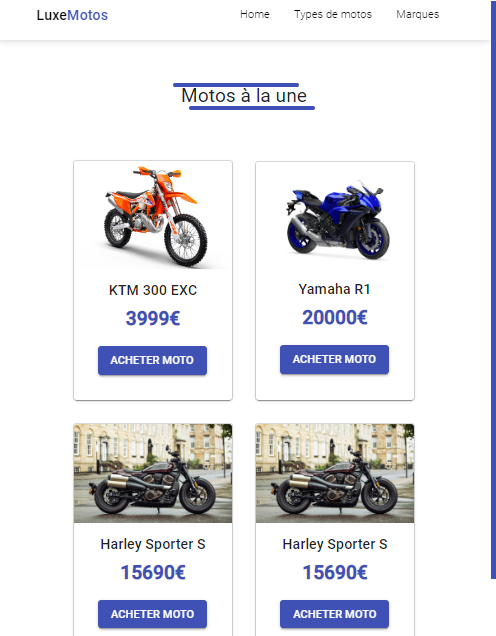 LuxeMotos Home Types de motos Marques
Motos à la une
KTM 300 EXC
3999€
ACHETER MOTO
Yamaha R1
20000€
ACHETER MOTO
Harley Sporter S
15690€
ACHETER MOTO
Harley Sporter S
15690€
ACHETER MOTO